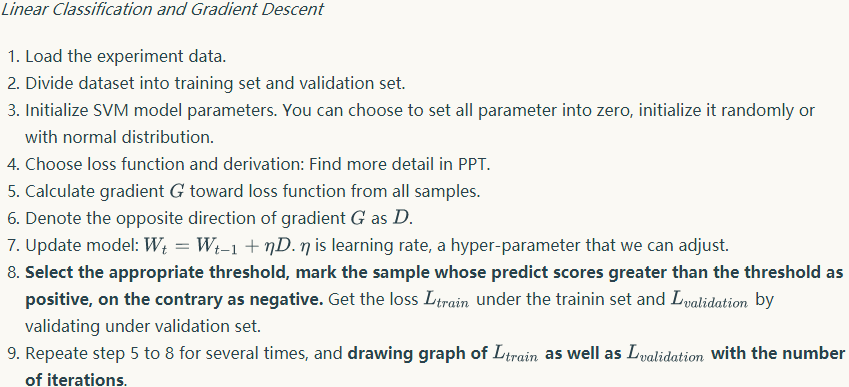 Linear Classification and Gradient Descent
1. Load the experiment data.
2. Divide dataset into training set and validation set.
3. Initialize SVM model parameters. You can choose to set all parameter into zero, initialize it randomly or
with normal distribution.
4. Choose loss function and derivation: Find more detail in PPT.
5. Calculate gradient G toward loss function from all samples.
6. Denote the opposite direction of gradient G as D.
7. Update model: W_t = W_{t−1} + ηD. η is learning rate, a hyper-parameter that we can adjust.
8. Select the appropriate threshold, mark the sample whose predict scores greater than the threshold as
positive, on the contrary as negative. Get the loss L_{train} under the trainin set and L_{validation} by
validating under validation set.
9. Repeat step 5 to 8 for several times, and drawing graph of L_{train} as well as L_{validation} with the number
of iterations.